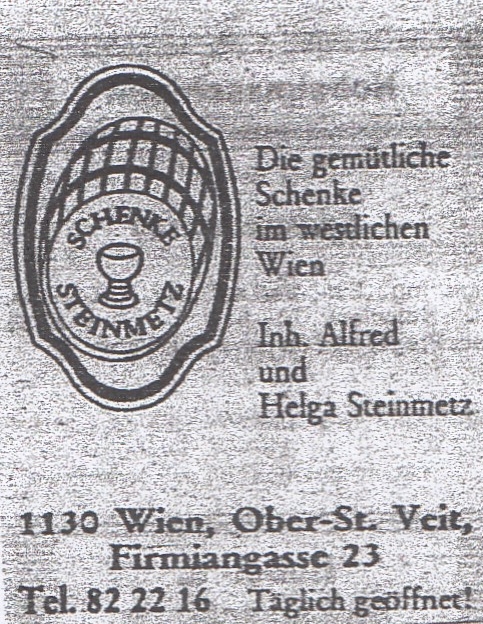 SCHENKE
STEINMETZ
Die gemütliche
Schenke
im westlichen
Wien
Inh. Alfred
und
Helga Steinmetz
1130 Wien, Ober-St. Veit,
Firmiangasse 23
Tel. 82 22 16 Täglich geöffnet!